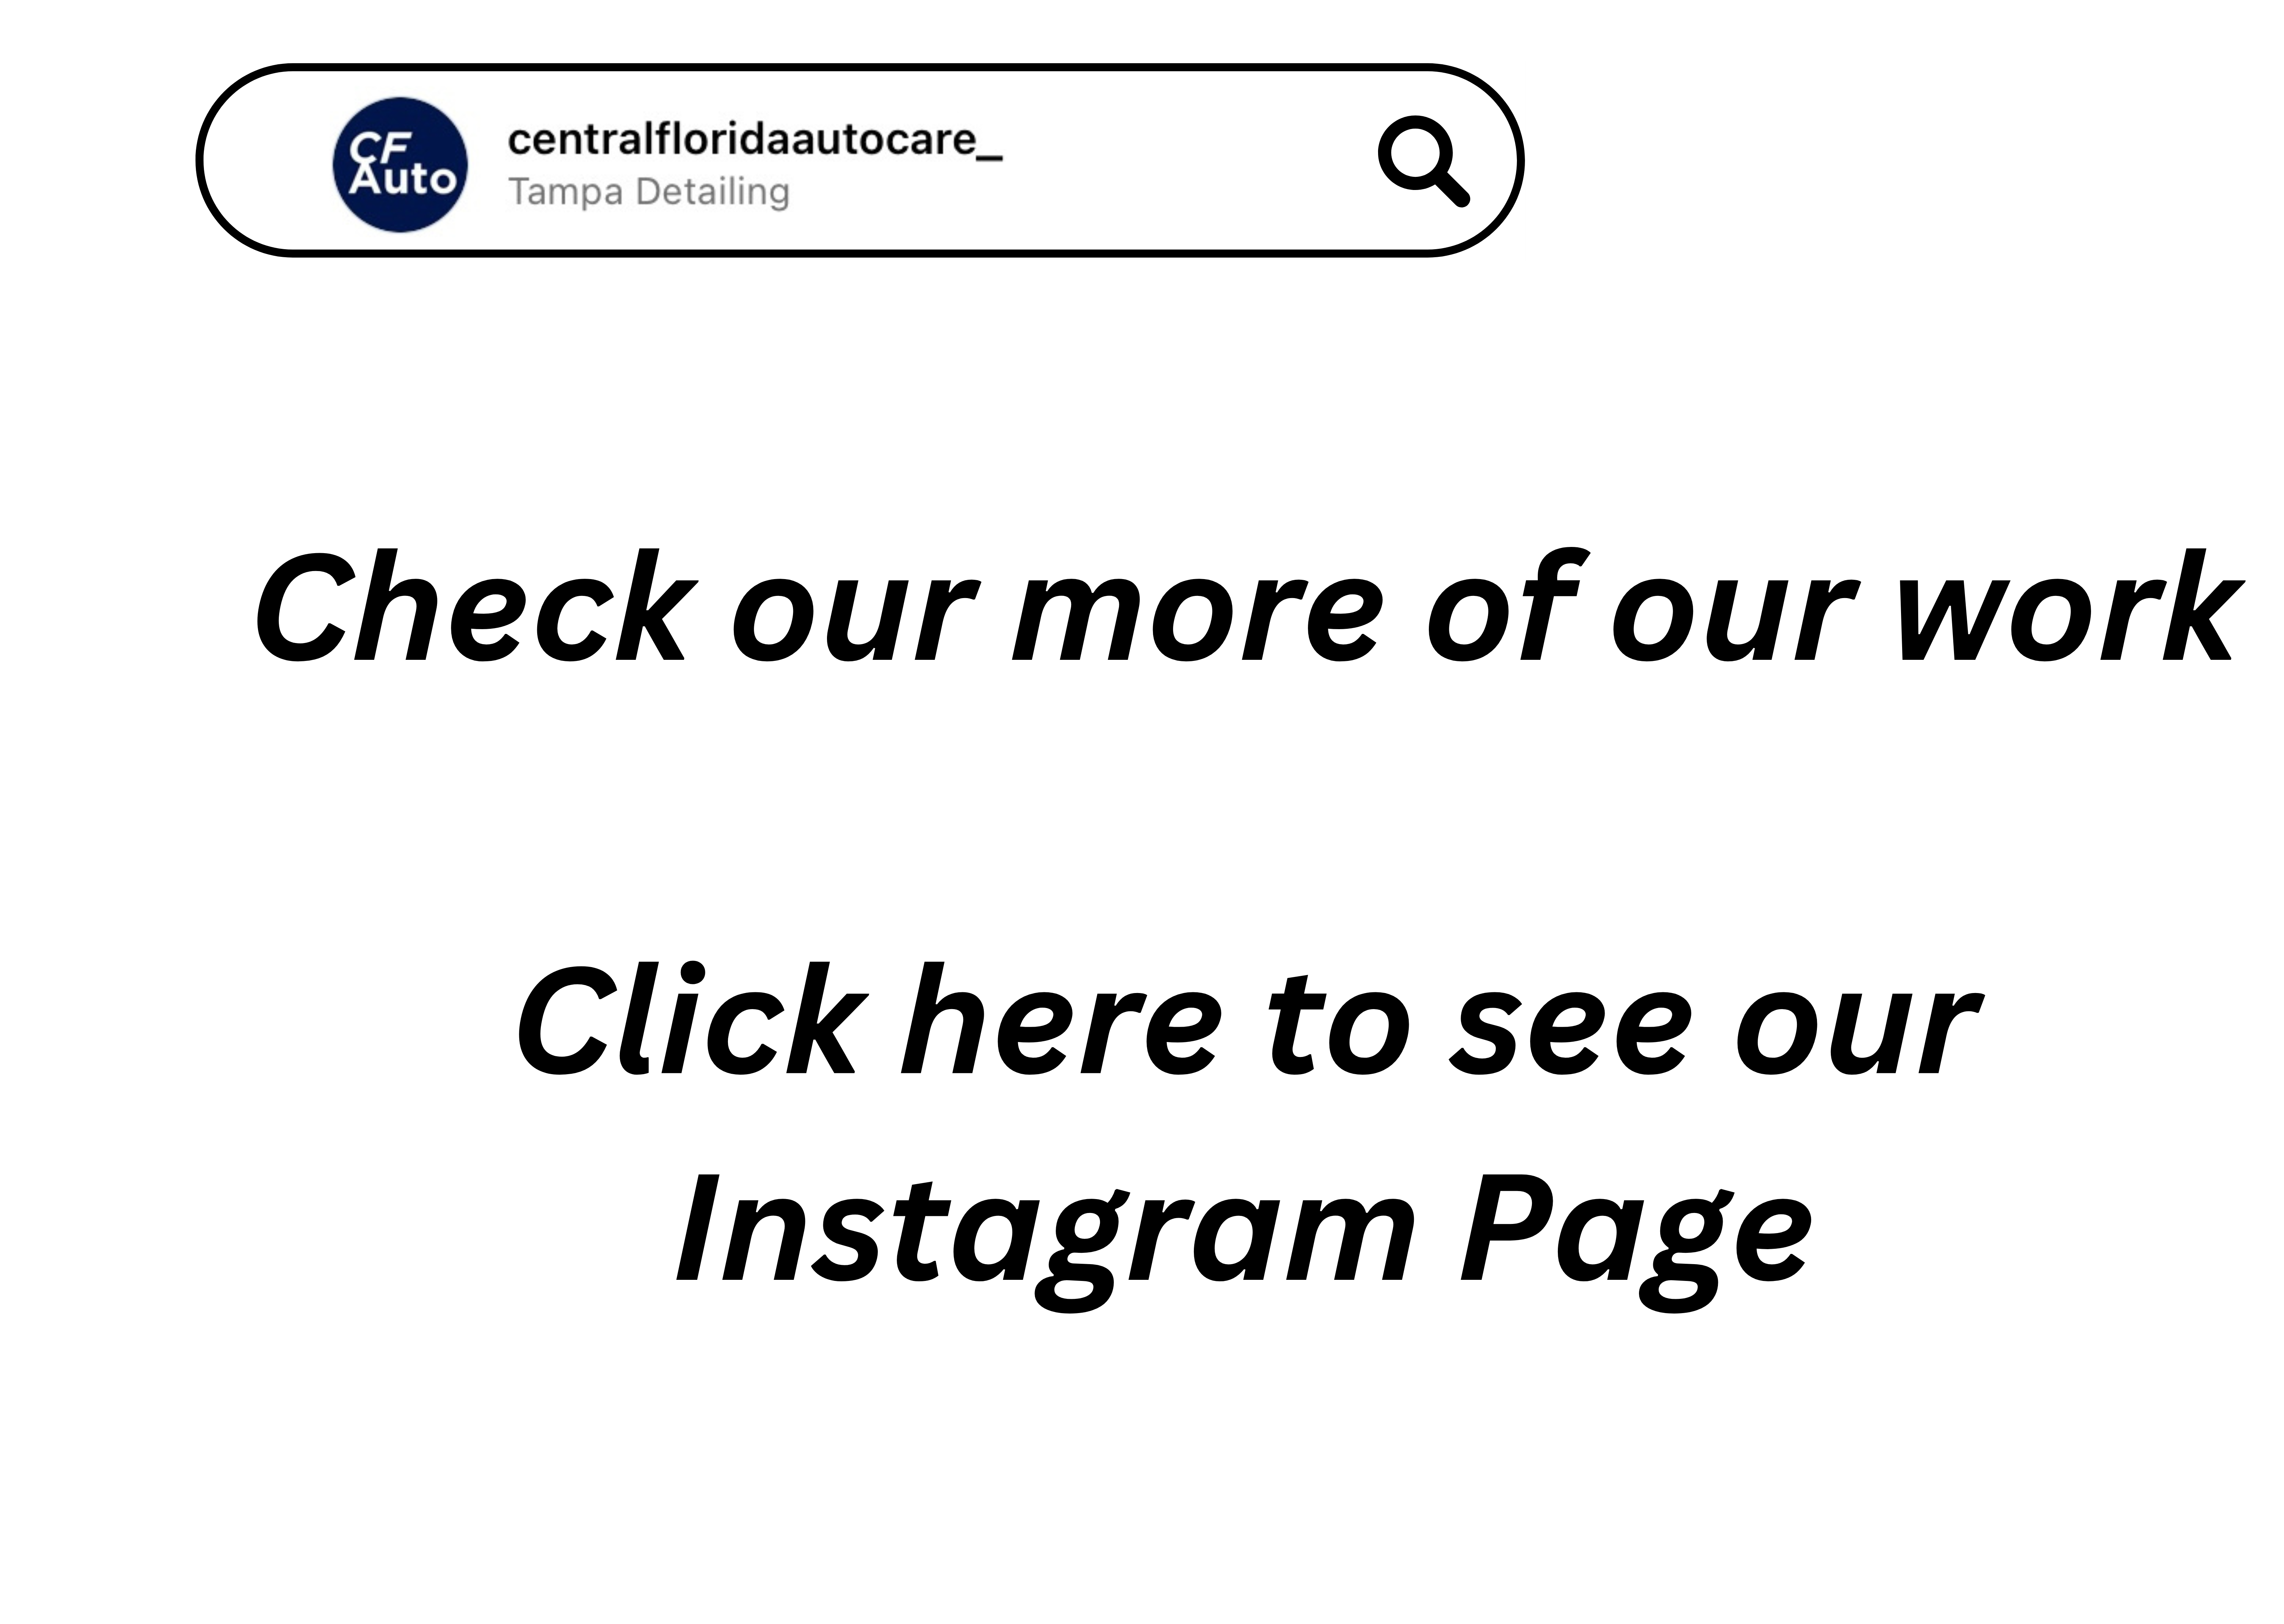 CF
Auto
centralfloridaautocare_
Tampa Detailing
Check our more of our work
Click here to see our
Instagram Page